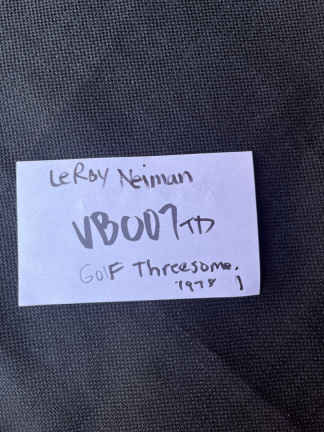 LeRoy Neiman
VB007TD
Golf Threesome.
1978